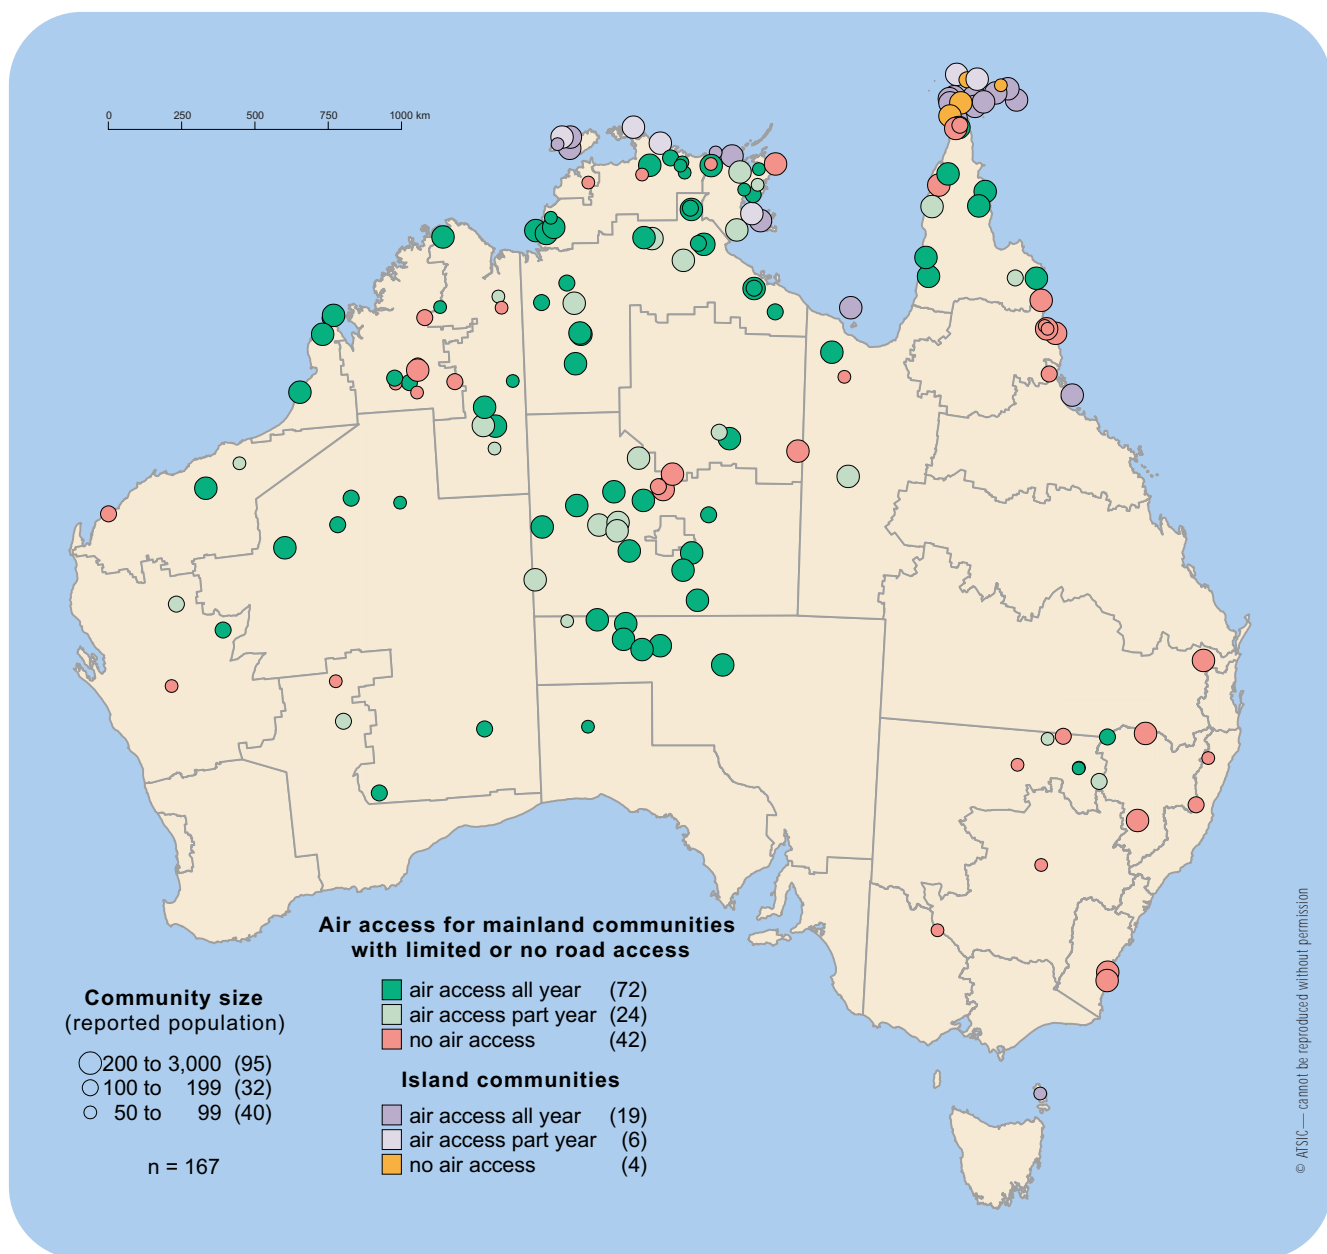 0 250 500 750 1000 km
Air access for mainland communities
with limited or no road access
air access all year (72)
air access part year (24)
no air access (42)
Island communities
air access all year (19)
air access part year (6)
no air access (4)
Community size
(reported population)
200 to 3,000 (95)
100 to 199 (32)
50 to 99 (40)
n = 167
© ATSIC — cannot be reproduced without permission